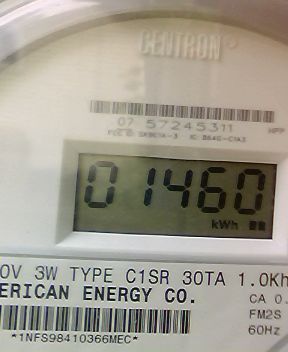 CENTRON
07 57245311
HPP
01460
kWh
0V 3W TYPE C1SR 30TA 1.0Kh
ERICAN ENERGY CO.
CA 0.
FM2S
60Hz
*1NFS98410366MEC*